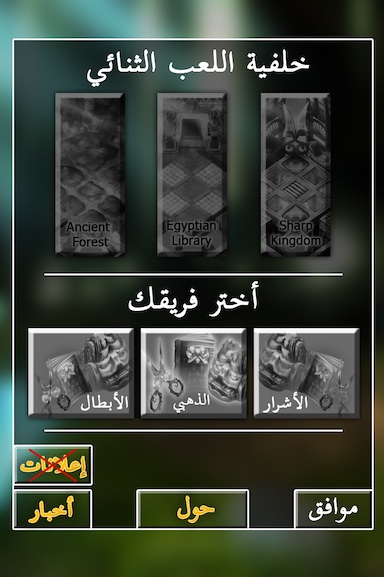 خلفية اللعب الثنائي
Ancient Forest
Egyptian Library
Sharp Kingdom
أختر فريقك
الأبطال
الذهبي
الأشرار
إعلانات
أخبار
حول
موافق